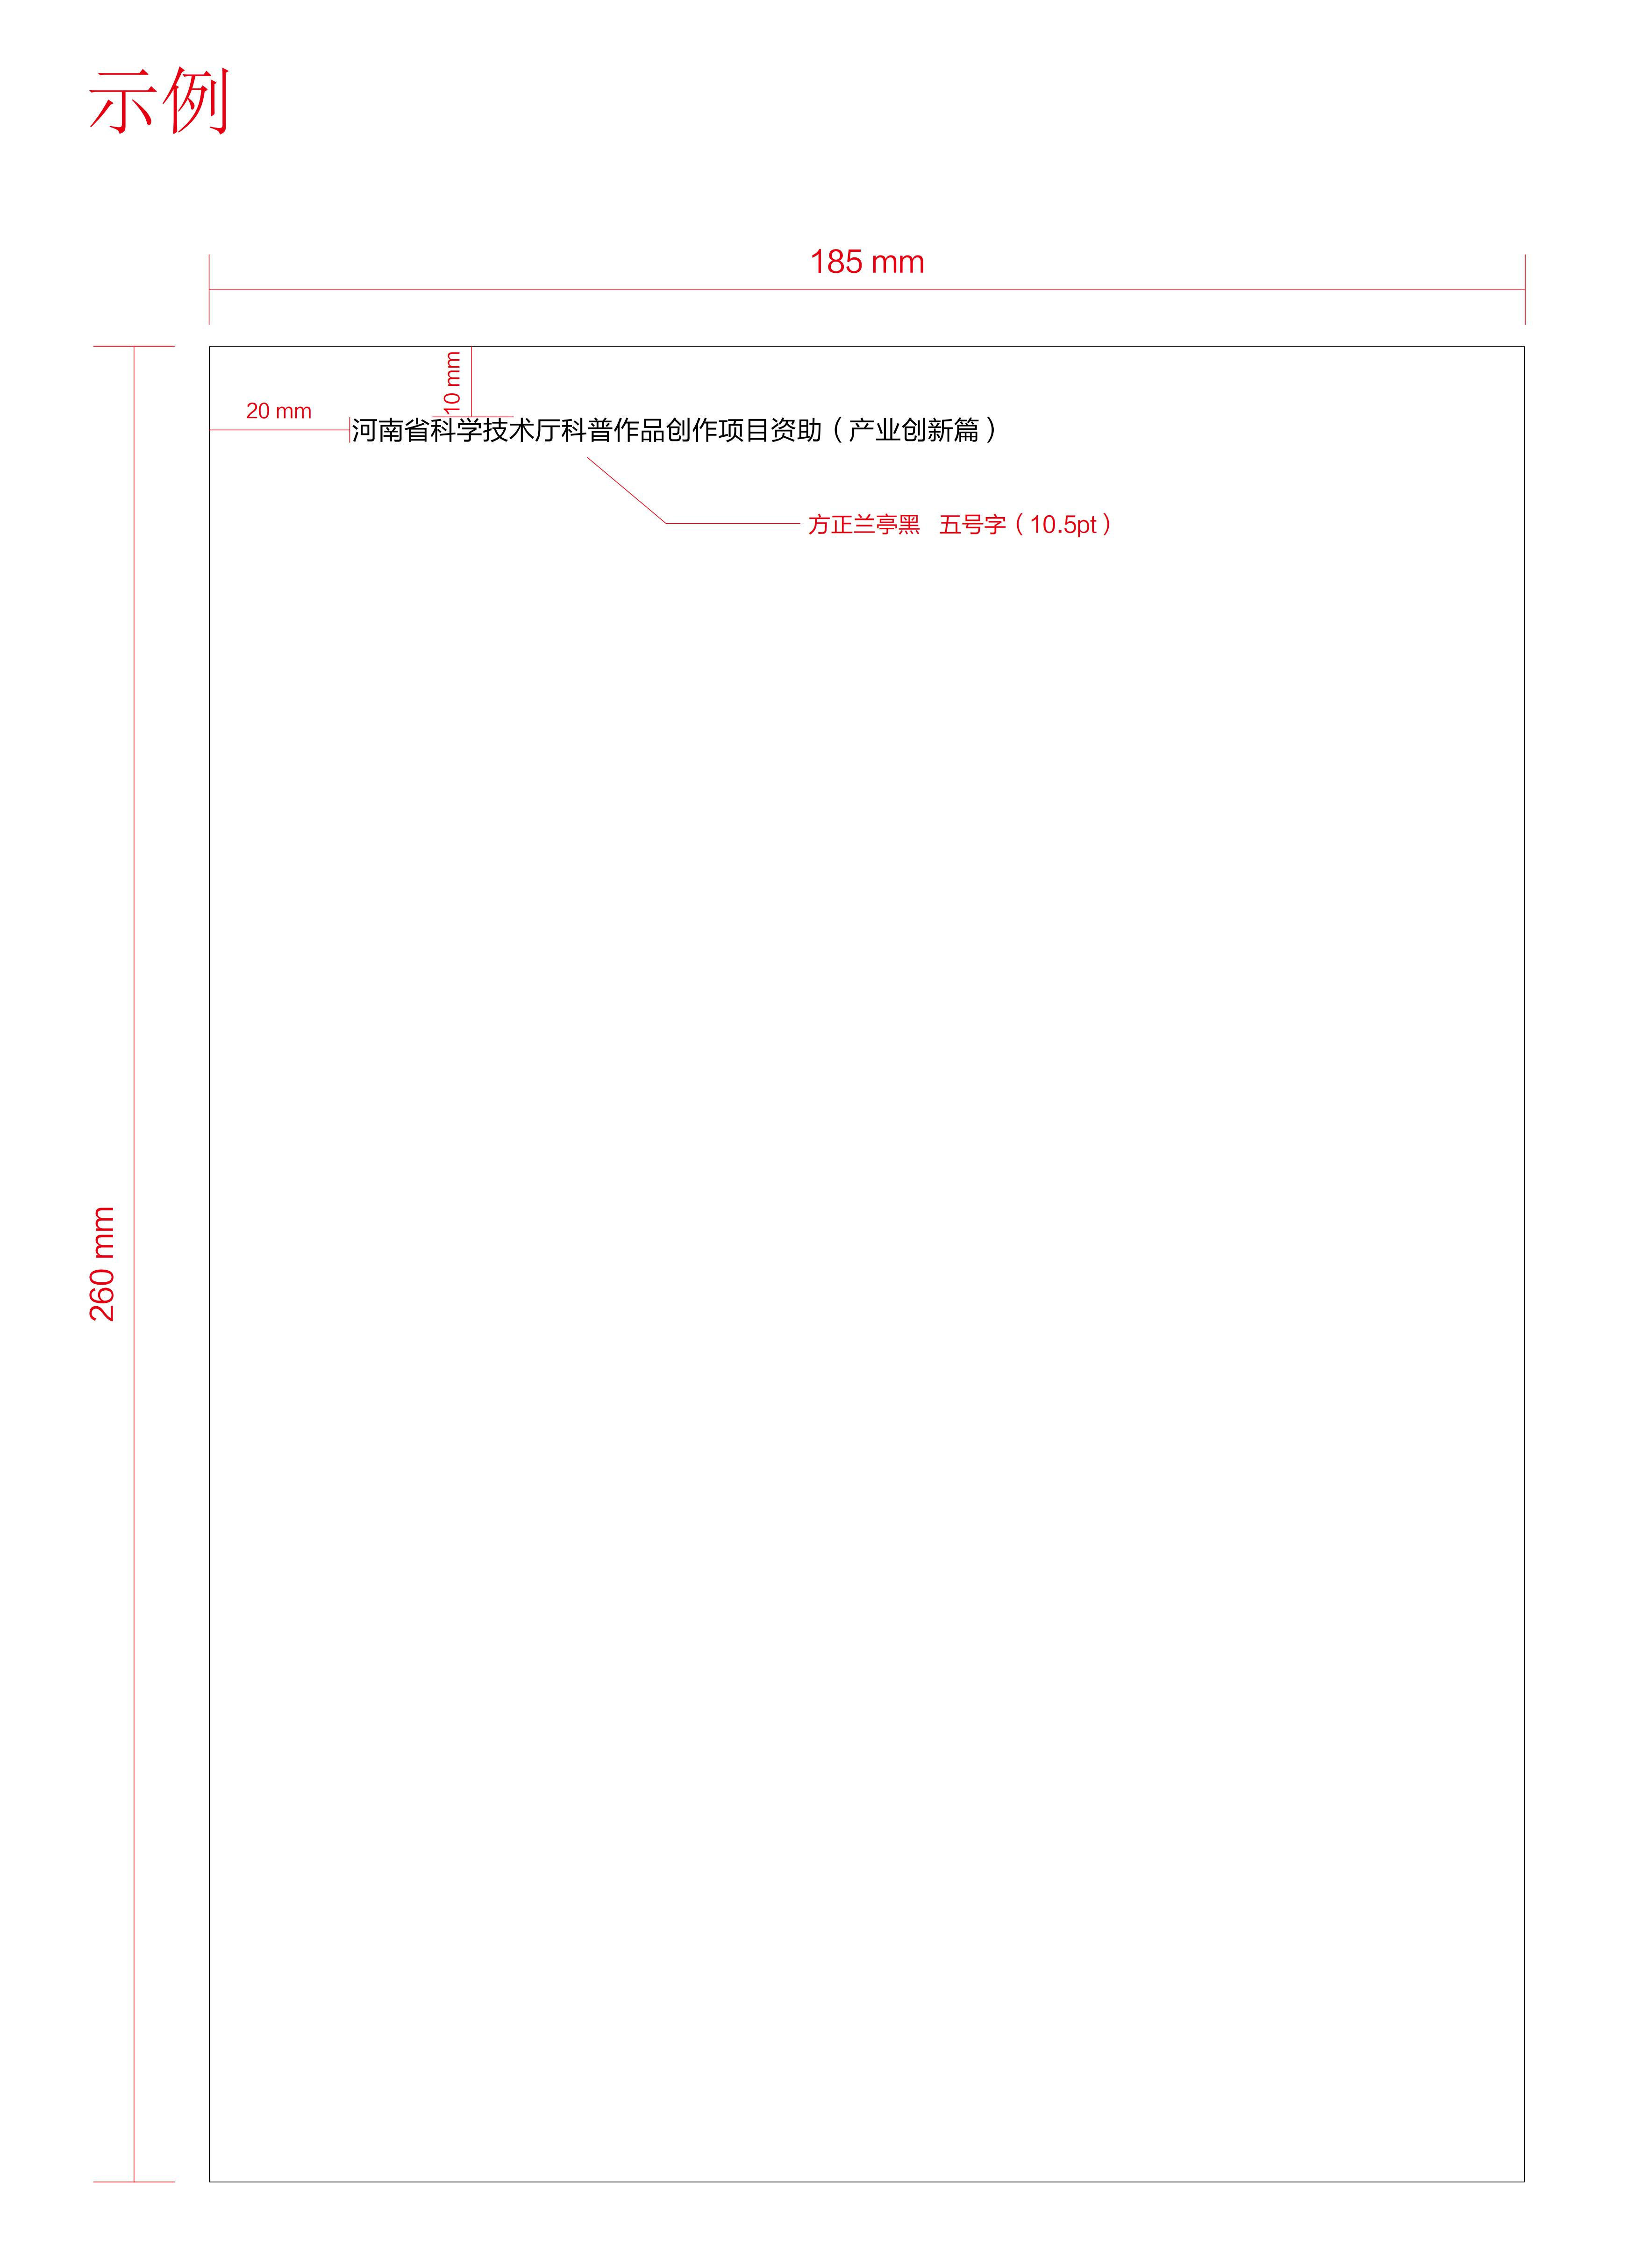 示例
185 mm
10 mm
20 mm
河南省科学技术厅科普作品创作项目资助（产业创新篇）
方正兰亭黑 五号字（10.5pt）
260 mm